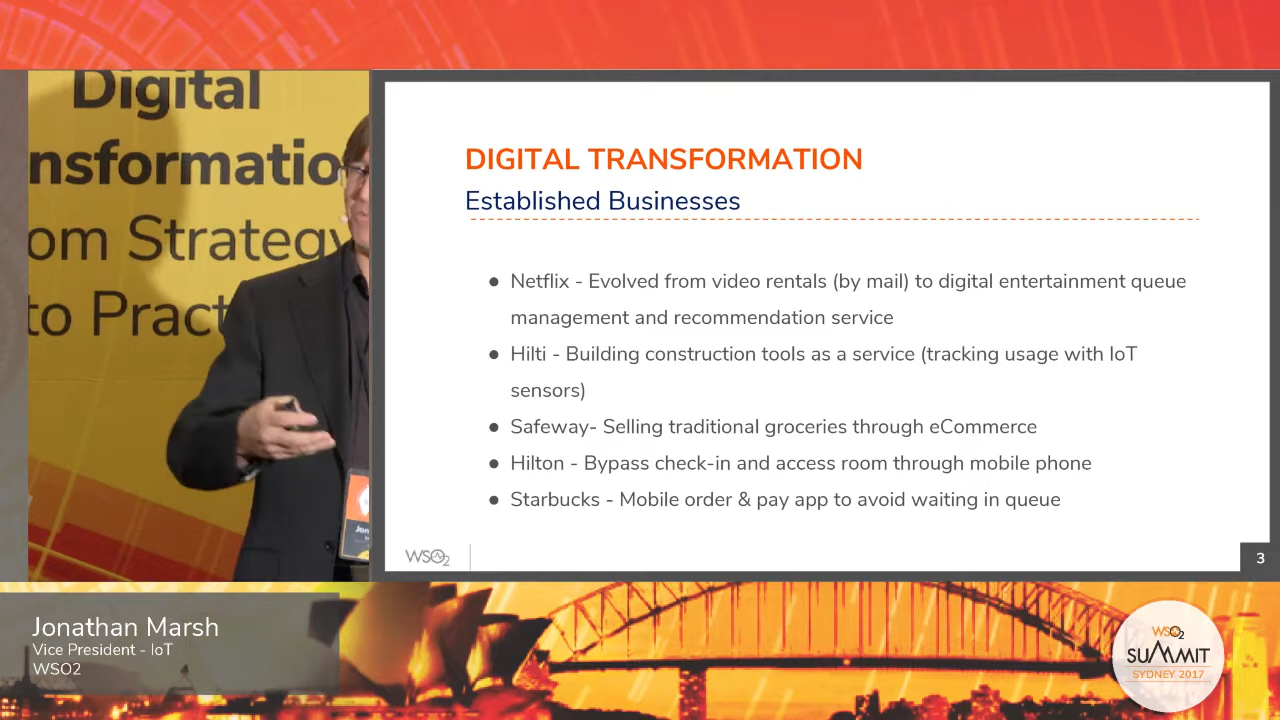 Digital
nsformatio
om Strategy
to Pract
DIGITAL TRANSFORMATION
Established Businesses
● Netflix - Evolved from video rentals (by mail) to digital entertainment queue
management and recommendation service
● Hilti - Building construction tools as a service (tracking usage with IoT
sensors)
● Safeway- Selling traditional groceries through eCommerce
● Hilton - Bypass check-in and access room through mobile phone
● Starbucks - Mobile order & pay app to avoid waiting in queue
WSO2
3
Jonathan Marsh
Vice President - IoT
WSO2
WSO2
SUMMIT
SYDNEY 2017